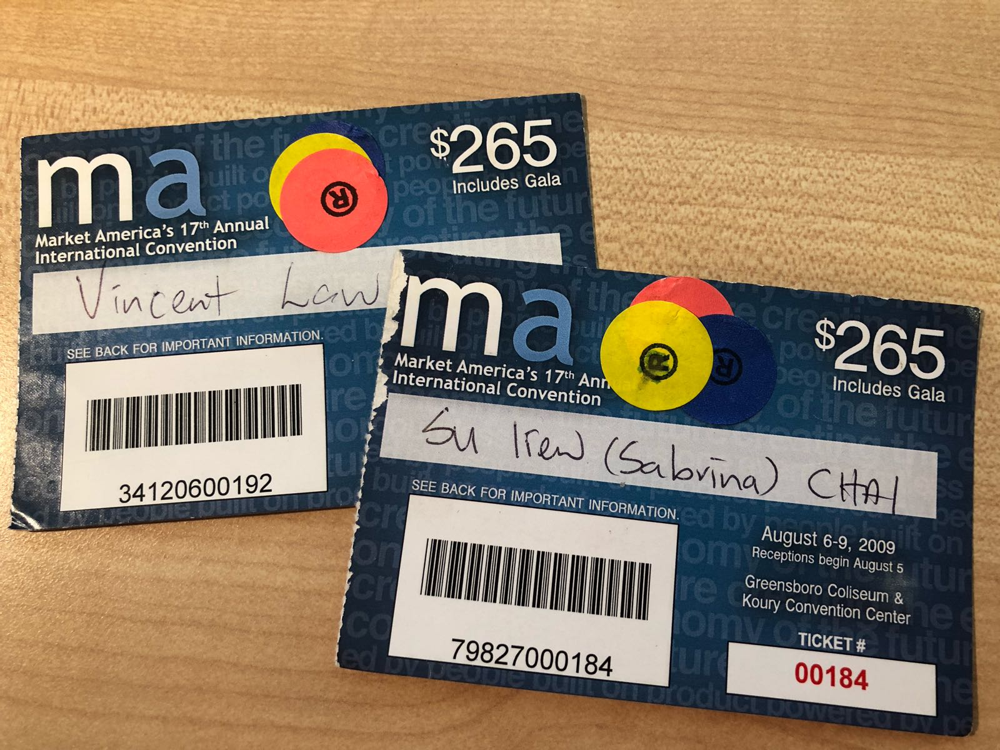 ma
$265
Includes Gala
®
Market America's 17th Annual
International Convention
Vincent Law
SEE BACK FOR IMPORTANT INFORMATION.
34120600192
ma
$265
Includes Gala
®
®
Market America's 17th Ann
International Convention
Su Irew (Sabrina) CHAI
SEE BACK FOR IMPORTANT INFORMATION.
August 6-9, 2009
Receptions begin August 5
Greensboro Coliseum &
Koury Convention Center
TICKET #
00184
79827000184